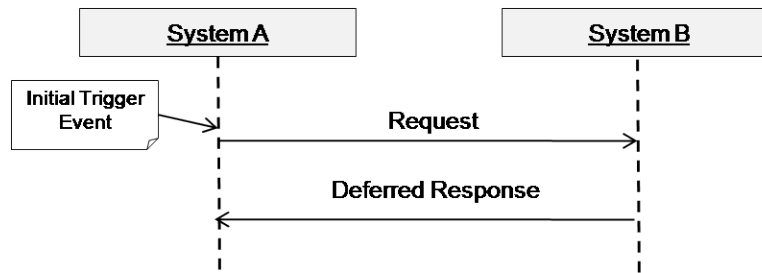 System A
System B
Initial Trigger
Event
Request
Deferred Response